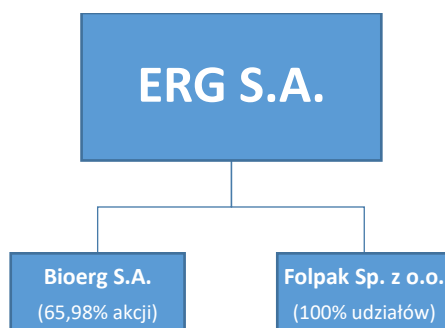 ERG S.A.
Bioerg S.A.
(65,98% akcji)
Folpak Sp. z o.o.
(100% udziałów)